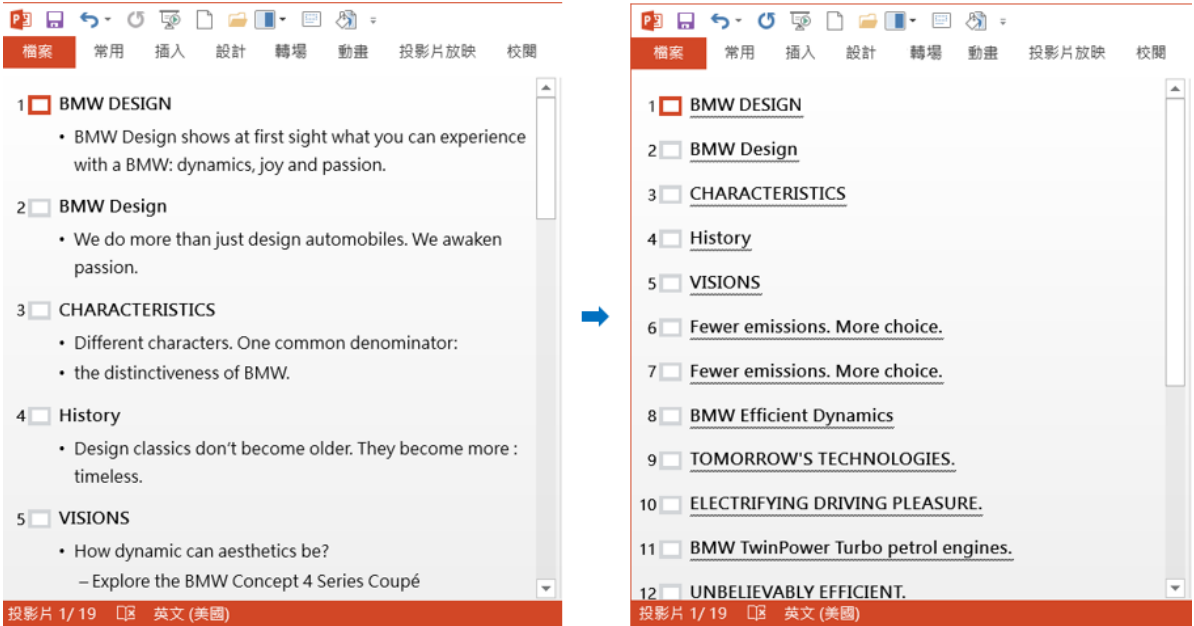 檔案 常用 插入 設計 轉場 動畫 投影片放映 校閱
1 BMW DESIGN
• BMW Design shows at first sight what you can experience
with a BMW: dynamics, joy and passion.
2 BMW Design
• We do more than just design automobiles. We awaken
passion.
3 CHARACTERISTICS
• Different characters. One common denominator:
• the distinctiveness of BMW.
4 History
• Design classics don't become older. They become more :
timeless.
5 VISIONS
• How dynamic can aesthetics be?
– Explore the BMW Concept 4 Series Coupé
投影片 1/ 19 英文 (美國)
檔案 常用 插入 設計 轉場 動畫 投影片放映 校閱
1 BMW DESIGN
2 BMW Design
3 CHARACTERISTICS
4 History
5 VISIONS
6 Fewer emissions. More choice.
7 Fewer emissions. More choice.
8 BMW Efficient Dynamics
9 TOMORROW'S TECHNOLOGIES.
10 ELECTRIFYING DRIVING PLEASURE.
11 BMW TwinPower Turbo petrol engines.
12 UNBELIEVABLY EFFICIENT.
投影片 1/ 19 英文 (美國)